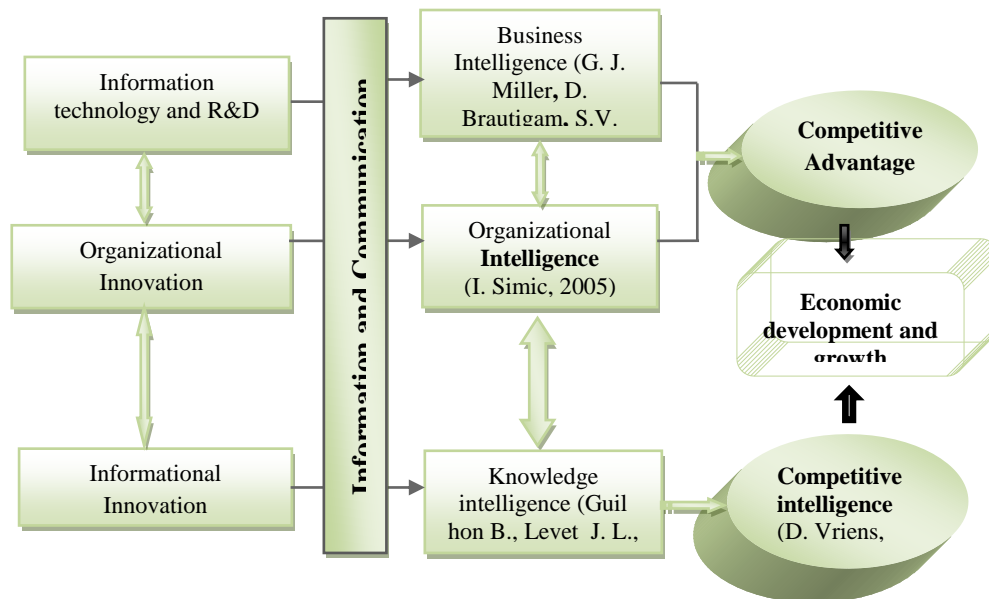 Information
technology and R&D
Organizational
Innovation
Informational
Innovation
Information and Communication
Business
Intelligence (G. J.
Miller, D.
Brautigam, S.V.
Organizational
Intelligence
(I. Simic, 2005)
Knowledge
intelligence (Guil
hon B., Levet J. L.,
Competitive
Advantage
Economic
development and
growth
Competitive
intelligence
(D. Vriens,